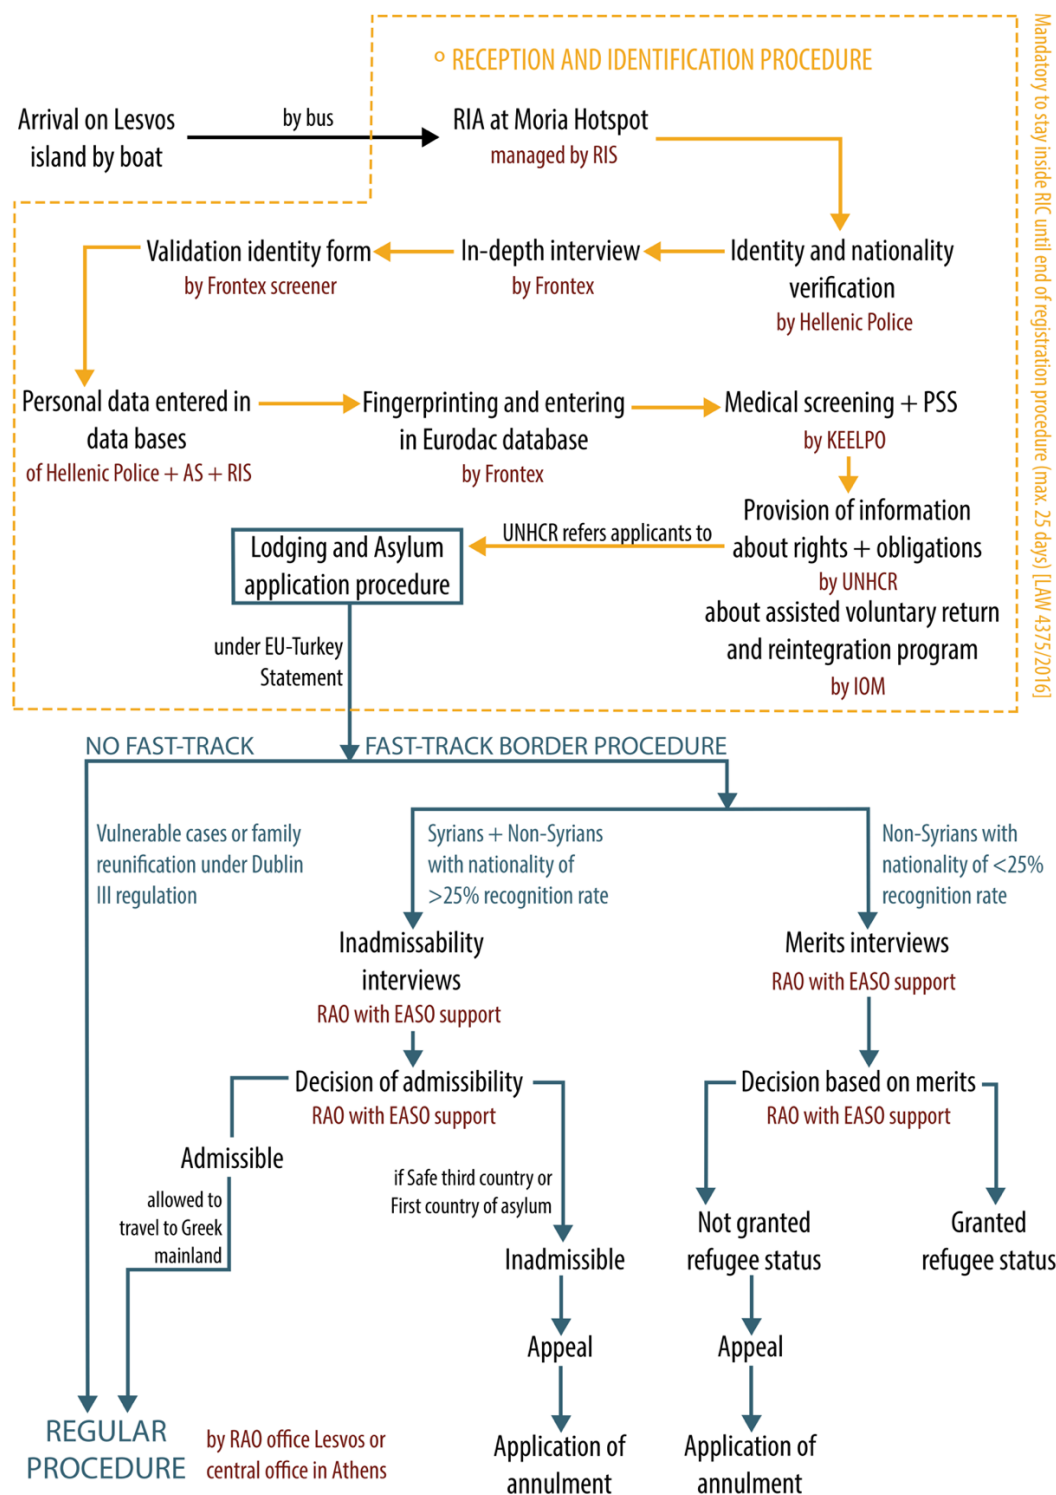 º RECEPTION AND IDENTIFICATION PROCEDURE
Mandatory to stay inside RIC until end of registration procedure (max. 25 days) [LAW 4375/2016]
Arrival on Lesvos
island by boat
by bus
RIA at Moria Hotspot
managed by RIS
Validation identity form
by Frontex screener
In-depth interview
by Frontex
Identity and nationality
verification
by Hellenic Police
Personal data entered in
data bases
of Hellenic Police + AS + RIS
Fingerprinting and entering
in Eurodac database
by Frontex
Medical screening + PSS
by KEELPO
Provision of information
about rights + obligations
by UNHCR
about assisted voluntary return
and reintegration program
by IOM
UNHCR refers applicants to
Lodging and Asylum
application procedure
under EU-Turkey
Statement
NO FAST-TRACK
FAST-TRACK BORDER PROCEDURE
Vulnerable cases or family
reunification under Dublin
III regulation
Syrians + Non-Syrians
with nationality of
>25% recognition rate
Non-Syrians with
nationality of <25%
recognition rate
Inadmissability
interviews
RAO with EASO support
Merits interviews
RAO with EASO support
Decision of admissibility
RAO with EASO support
Decision based on merits
RAO with EASO support
Admissible
allowed to
travel to Greek
mainland
if Safe third country or
First country of asylum
Inadmissible
Not granted
refugee status
Granted
refugee status
Appeal
Appeal
Application of
annulment
Application of
annulment
REGULAR
PROCEDURE
by RAO office Lesvos or
central office in Athens